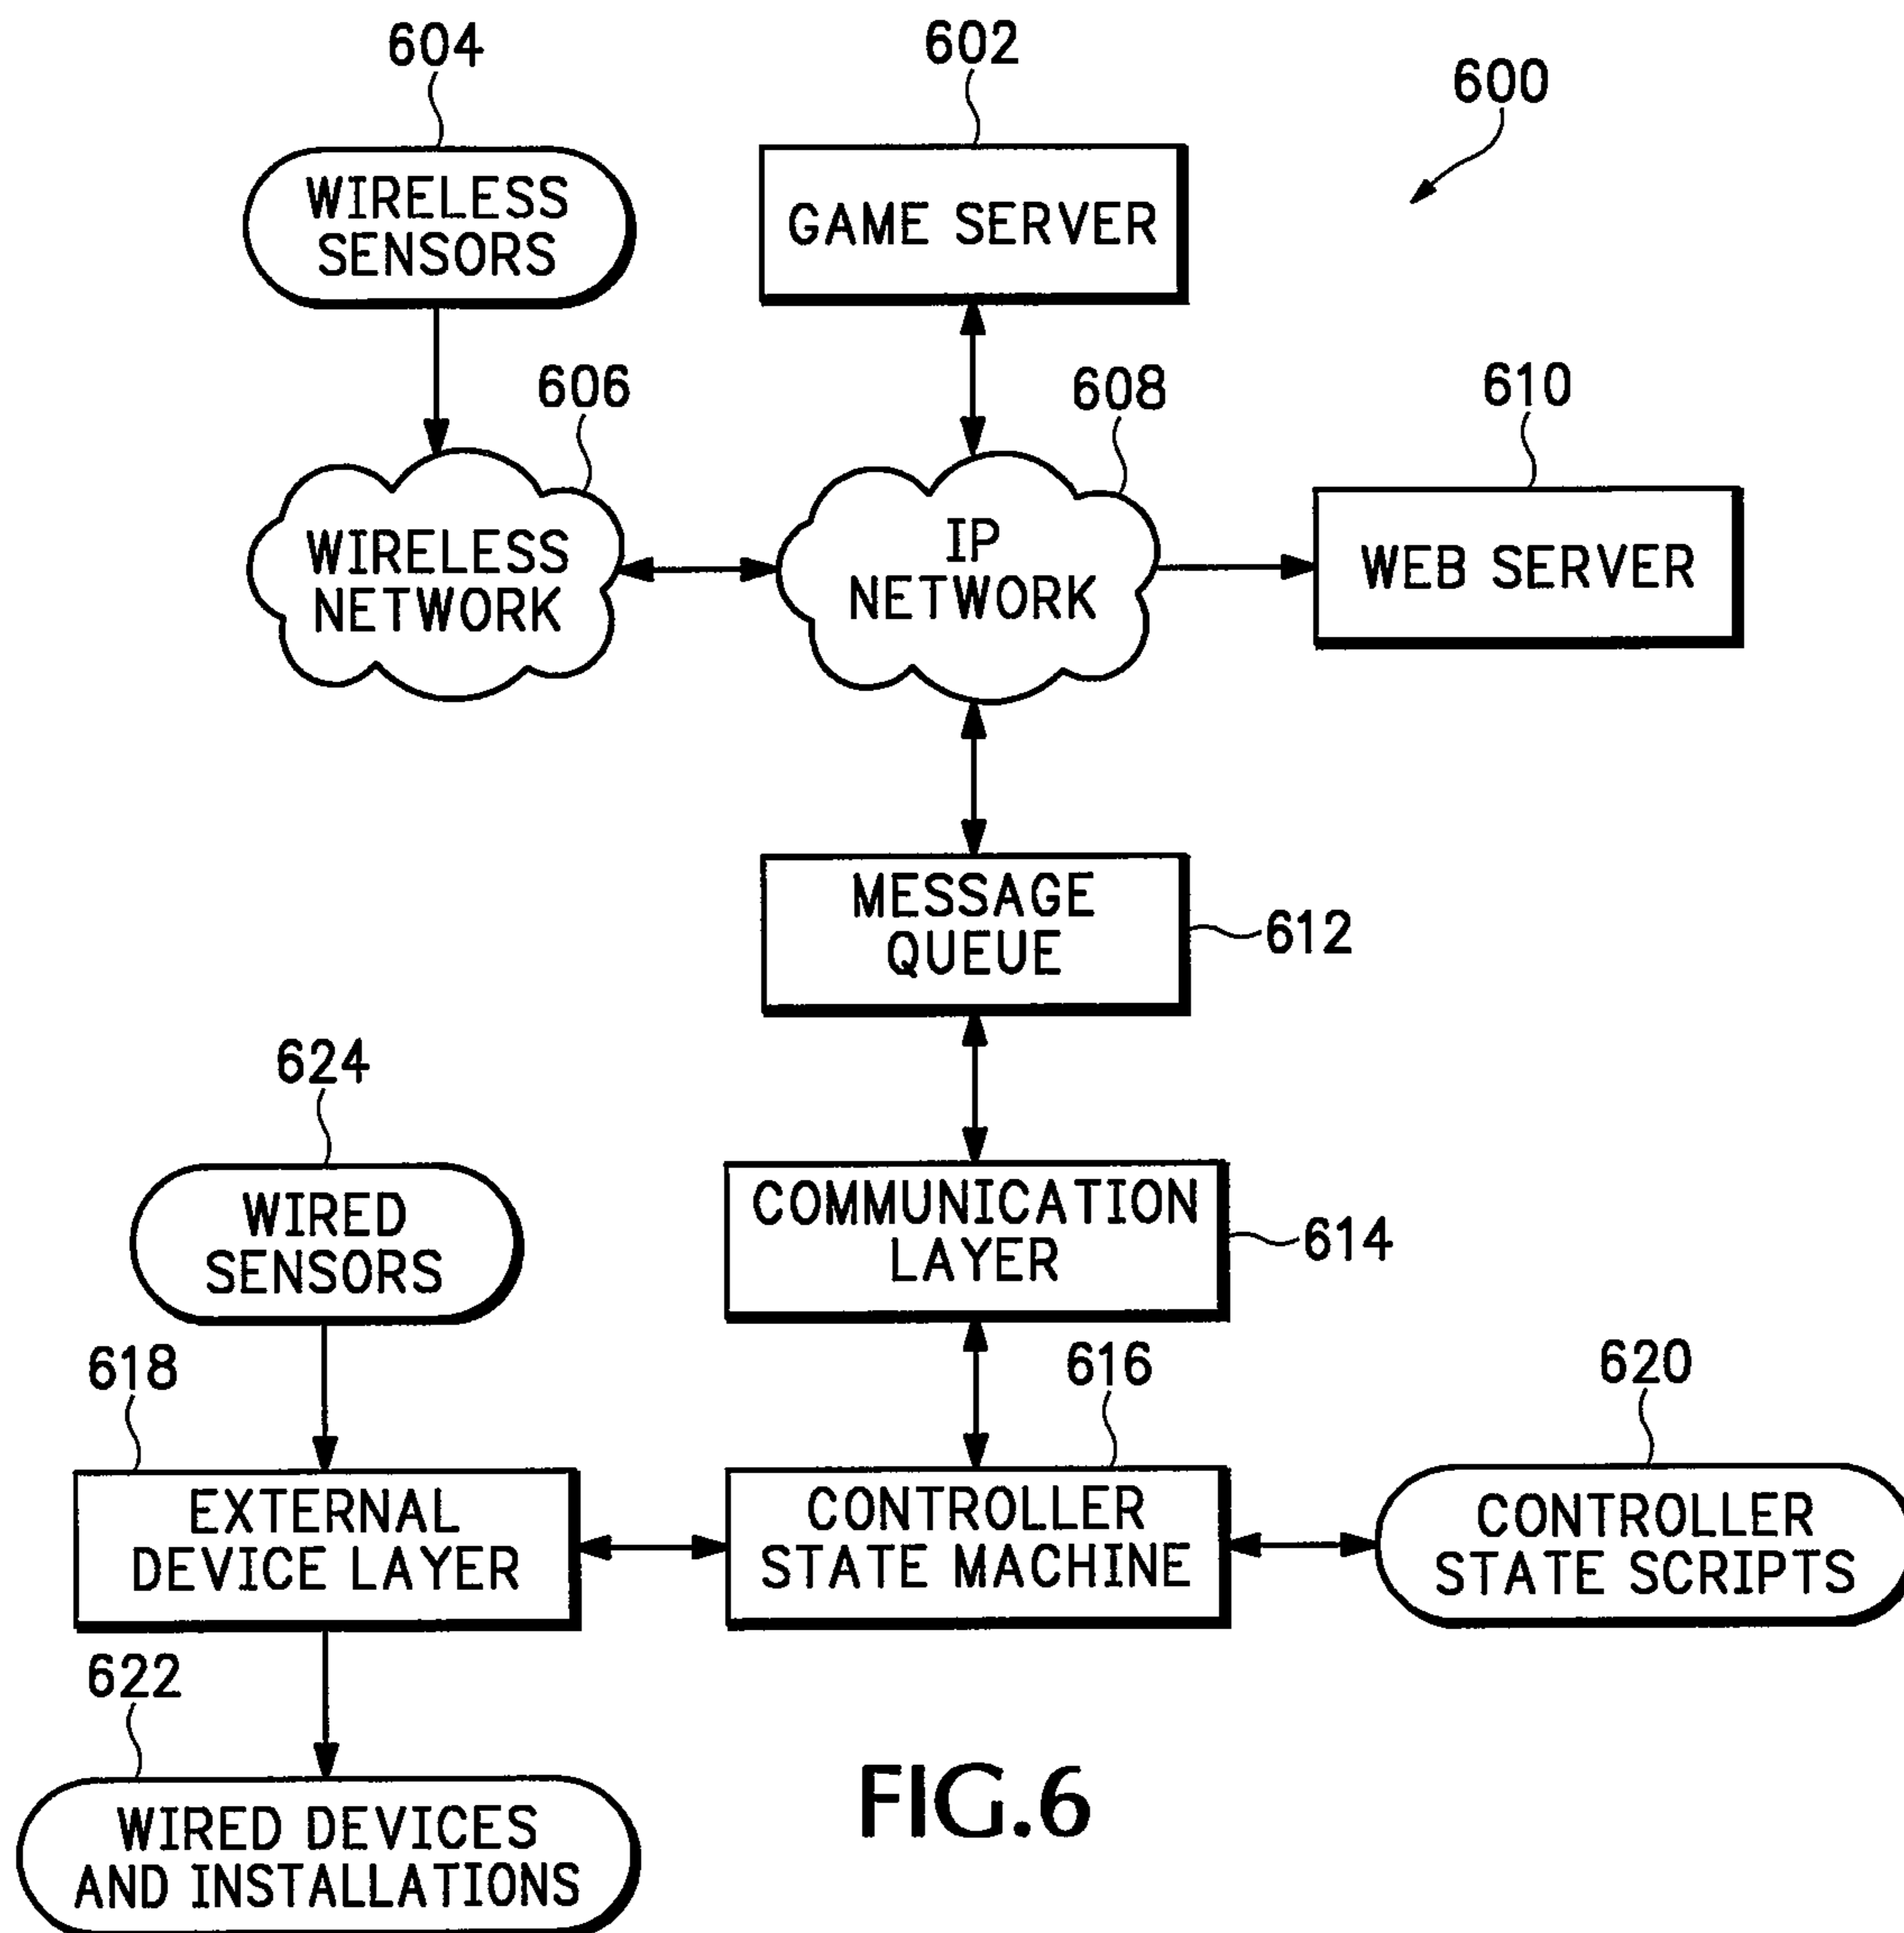 604
602
600
WIRELESS
SENSORS
GAME SERVER
606
608
610
WIRELESS
NETWORK
IP
NETWORK
WEB SERVER
MESSAGE
QUEUE
612
624
WIRED
SENSORS
COMMUNICATION
LAYER
614
618
616
620
EXTERNAL
DEVICE LAYER
CONTROLLER
STATE MACHINE
CONTROLLER
STATE SCRIPTS
622
WIRED DEVICES
AND INSTALLATIONS
FIG.6